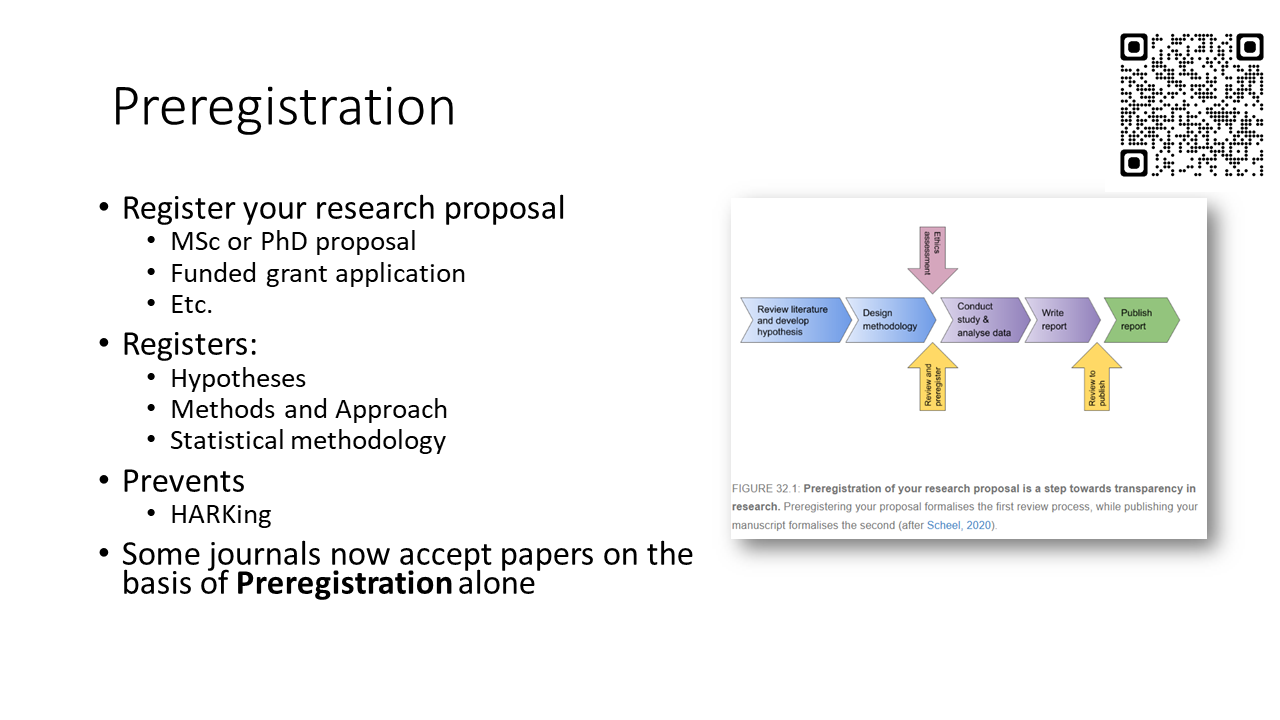 Preregistration
• Register your research proposal
• MSc or PhD proposal
• Funded grant application
• Etc.
• Registers:
• Hypotheses
• Methods and Approach
• Statistical methodology
• Prevents
• HARKing
• Some journals now accept papers on the
basis of Preregistration alone
Ethics
assessment
Review literature
and develop
hypothesis
Design
methodology
Conduct
study &
analyse data
Write
report
Publish
report
Review and
preregister
Review to
publish
FIGURE 32.1: Preregistration of your research proposal is a step towards transparency in
research. Preregistering your proposal formalises the first review process, while publishing your
manuscript formalises the second (after Scheel, 2020).